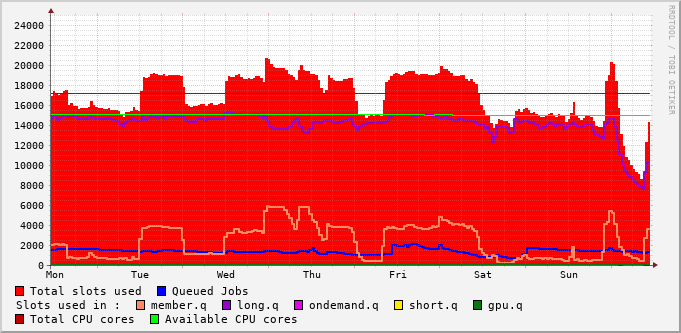 RRDTOOL / TOBI OETIKER
24000
22000
20000
18000
16000
14000
12000
10000
8000
6000
4000
2000
0
Mon Tue Wed Thu Fri Sat Sun
Total slots used Queued Jobs
Slots used in : member.q long.q ondemand.q short.q gpu.q
Total CPU cores Available CPU cores